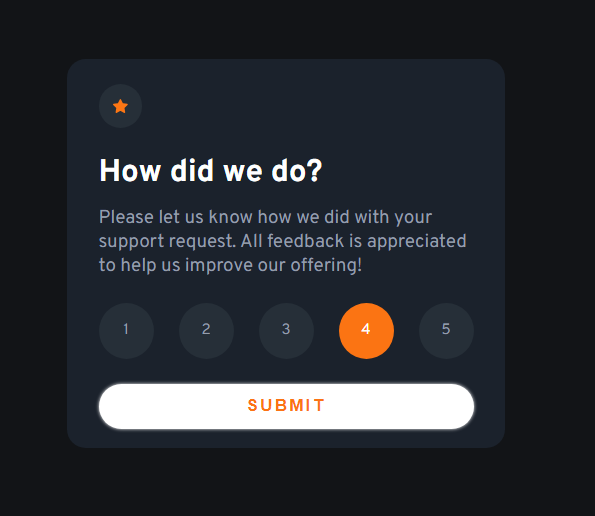 How did we do?
Please let us know how we did with your
support request. All feedback is appreciated
to help us improve our offering!
1 2 3 4 5
SUBMIT